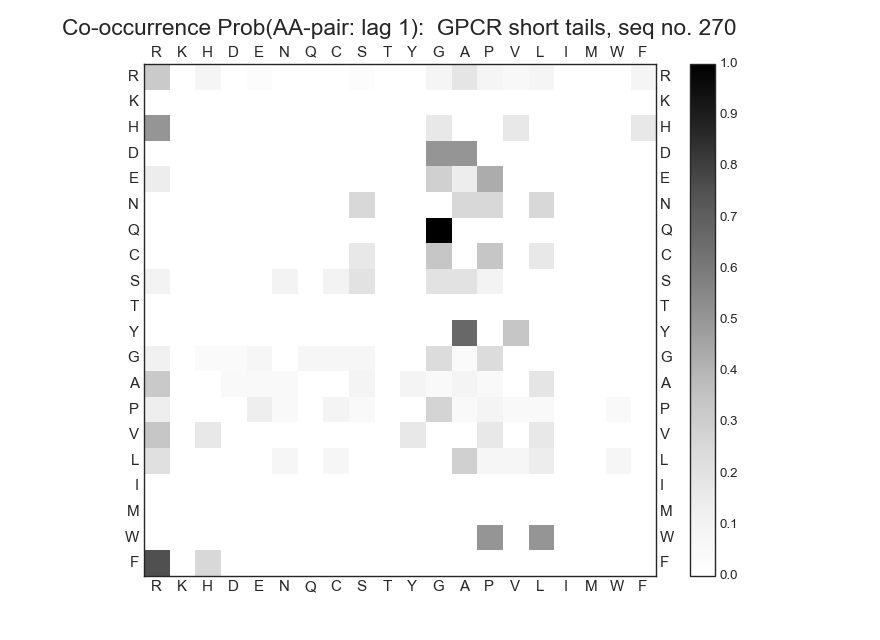 Co-occurrence Prob(AA-pair: lag 1):  GPCR short tails, seq no. 270
R K H D E N Q C S T Y G A P V L I M W F
1.0
R R
K K
0.9
H H
0.8
D D
E E
0.7
N N
Q Q
0.6
C C
S S
0.5
T T
Y Y
0.4
G G
A A
0.3
P P
V V
0.2
L L
I I
0.1
M M
W W
F F
0.0
R K H D E N Q C S T Y G A P V L I M W F